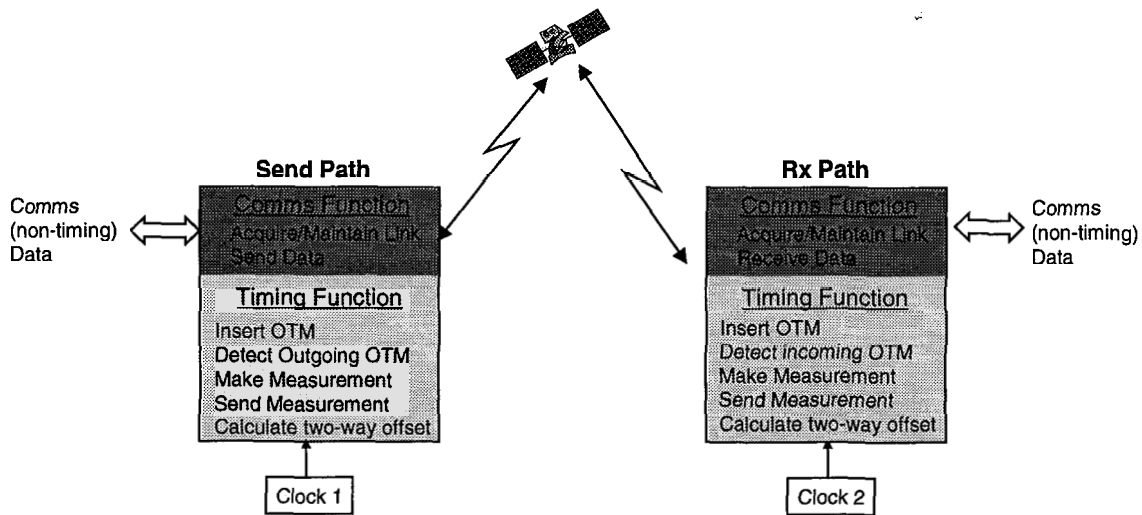 Send Path
Rx Path
Comms
(non-timing)
Data
Comms Function
Acquire/Maintain Link
Send Data
Timing Function
Insert OTM
Detect Outgoing OTM
Make Measurement
Send Measurement
Calculate two-way offset
Clock 1
Comms Function
Acquire/Maintain Link
Receive Data
Timing Function
Insert OTM
Detect incoming OTM
Make Measurement
Send Measurement
Calculate two-way offset
Clock 2
Comms
(non-timing)
Data